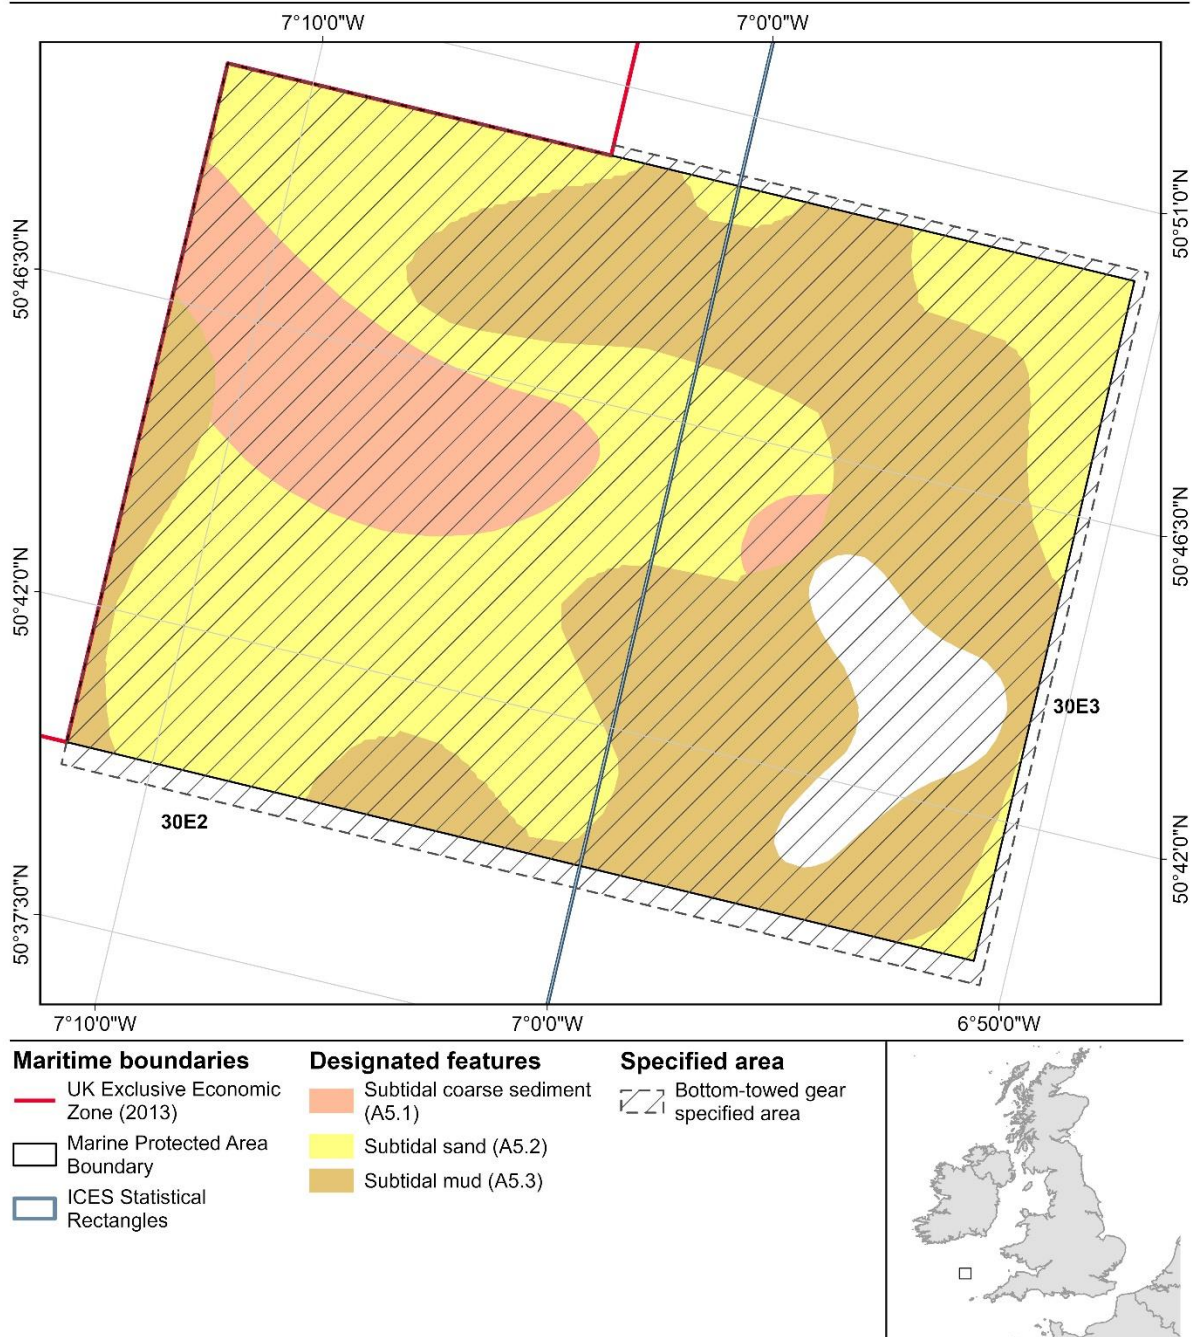 7°10'0"W 7°0'0"W
50°51'0"N
50°46'30"N
50°46'30"N
50°42'0"N
30E3
30E2
50°42'0"N
50°37'30"N
7°10'0"W 7°0'0"W 6°50'0"W
Maritime boundaries
UK Exclusive Economic
Zone (2013)
Marine Protected Area
Boundary
ICES Statistical
Rectangles
Designated features
Subtidal coarse sediment
(A5.1)
Subtidal sand (A5.2)
Subtidal mud (A5.3)
Specified area
Bottom-towed gear
specified area